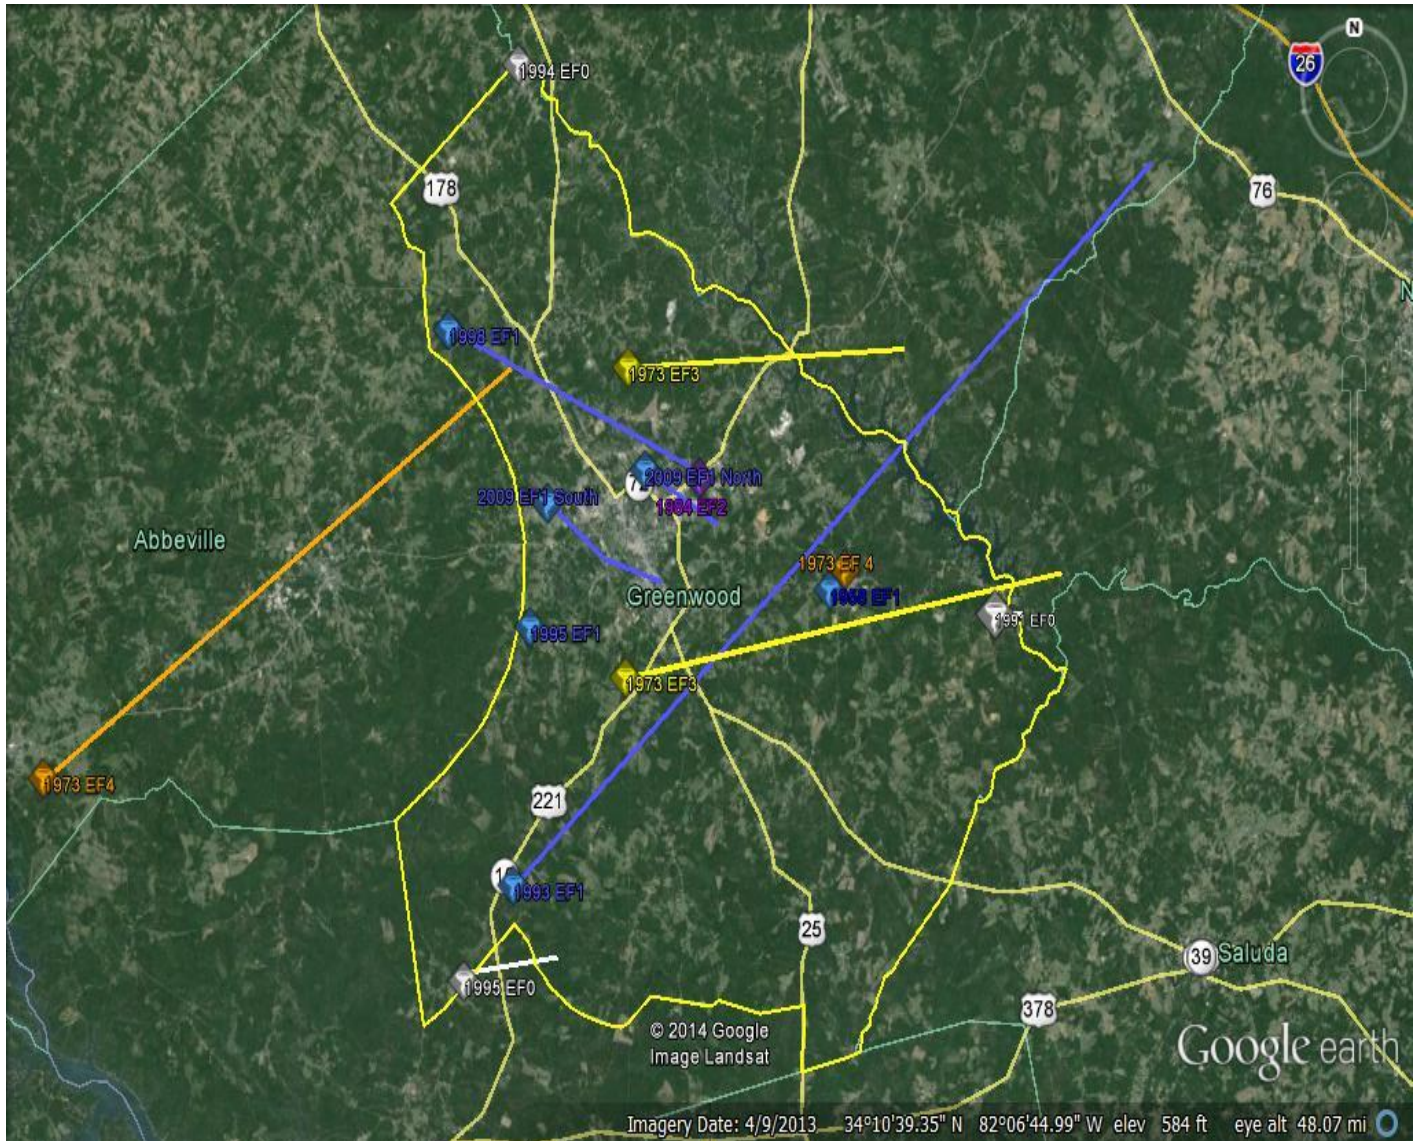 1994 EF0
N
26
178
76
N
1998 EF1
1973 EF3
2009 EF1 North
72
2009 EF1 South
1984 EF2
Abbeville
1973 EF 4
Greenwood
1991 EF0
1995 EF1
1973 EF3
1973 EF4
221
1993 EF1
25
39
Saluda
1995 EF0
378
© 2014 Google
Image Landsat
Google earth
Imagery Date: 4/9/2013 34°10'39.35" N 82°06'44.99" W elev 584 ft eye alt 48.07 mi